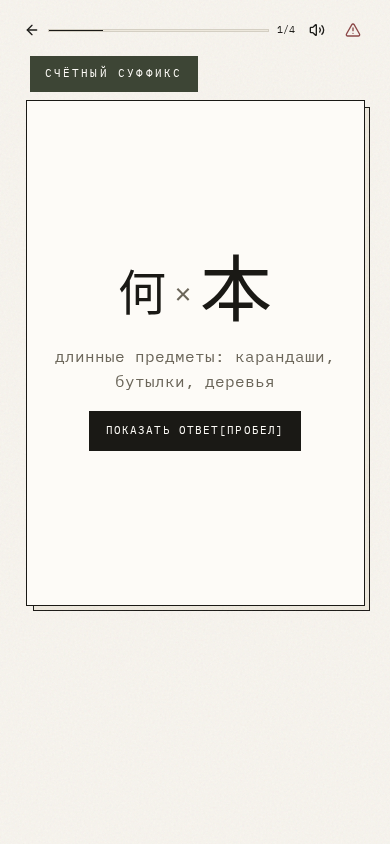 1/4
СЧЁТНЫЙ СУФФИКС
何 × 本
длинные предметы: карандаши,
бутылки, деревья
ПОКАЗАТЬ ОТВЕТ[ПРОБЕЛ]